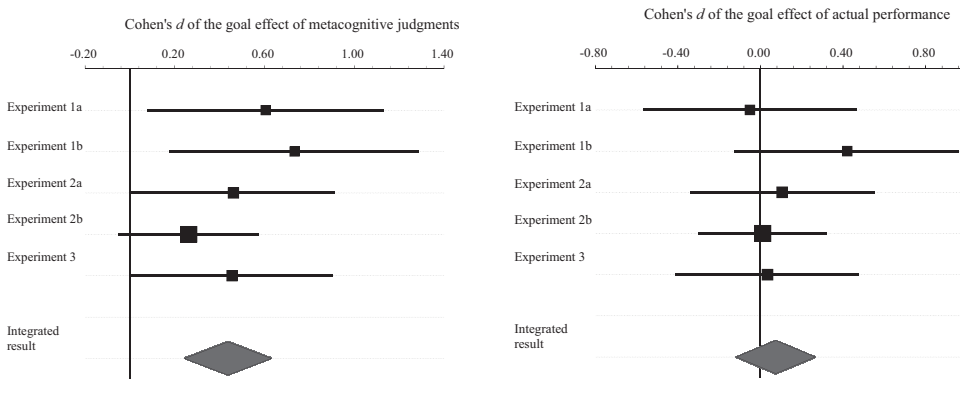 Cohen's d of the goal effect of metacognitive judgments
-0.20 0.20 0.60 1.00 1.40
Experiment 1a
Experiment 1b
Experiment 2a
Experiment 2b
Experiment 3
Integrated
result
Cohen's d of the goal effect of actual performance
-0.80 -0.40 0.00 0.40 0.80
Experiment 1a
Experiment 1b
Experiment 2a
Experiment 2b
Experiment 3
Integrated
result